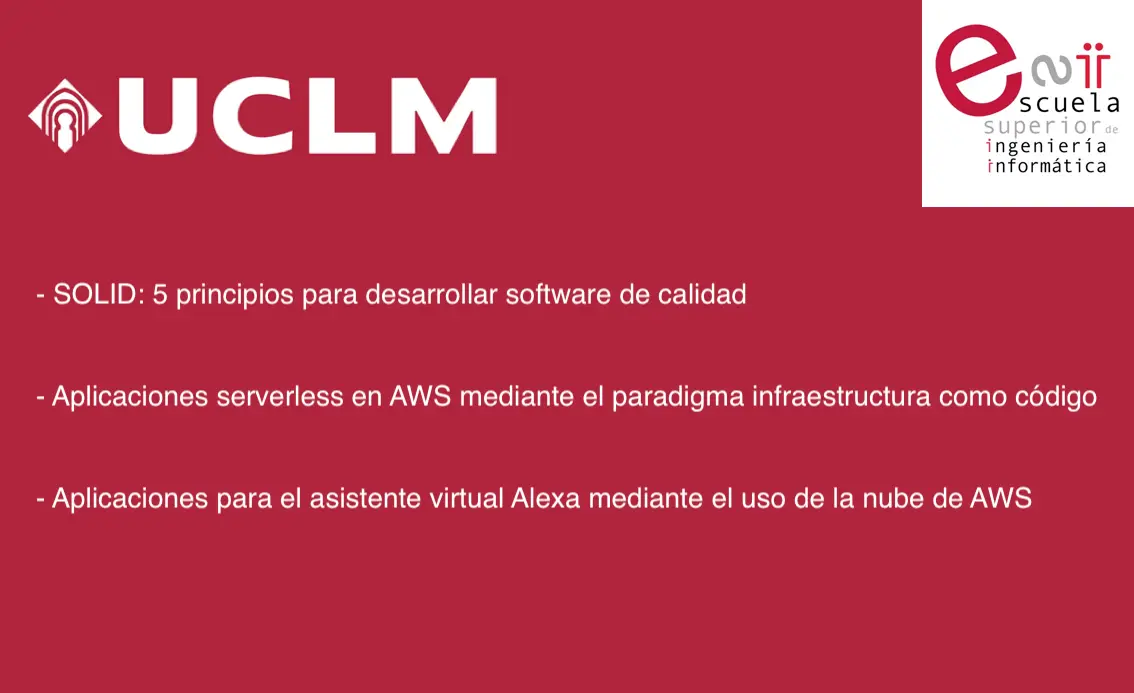 UCLM
esii
escuela
superior de
ingeniería
informática
- SOLID: 5 principios para desarrollar software de calidad
- Aplicaciones serverless en AWS mediante el paradigma infraestructura como código
- Aplicaciones para el asistente virtual Alexa mediante el uso de la nube de AWS